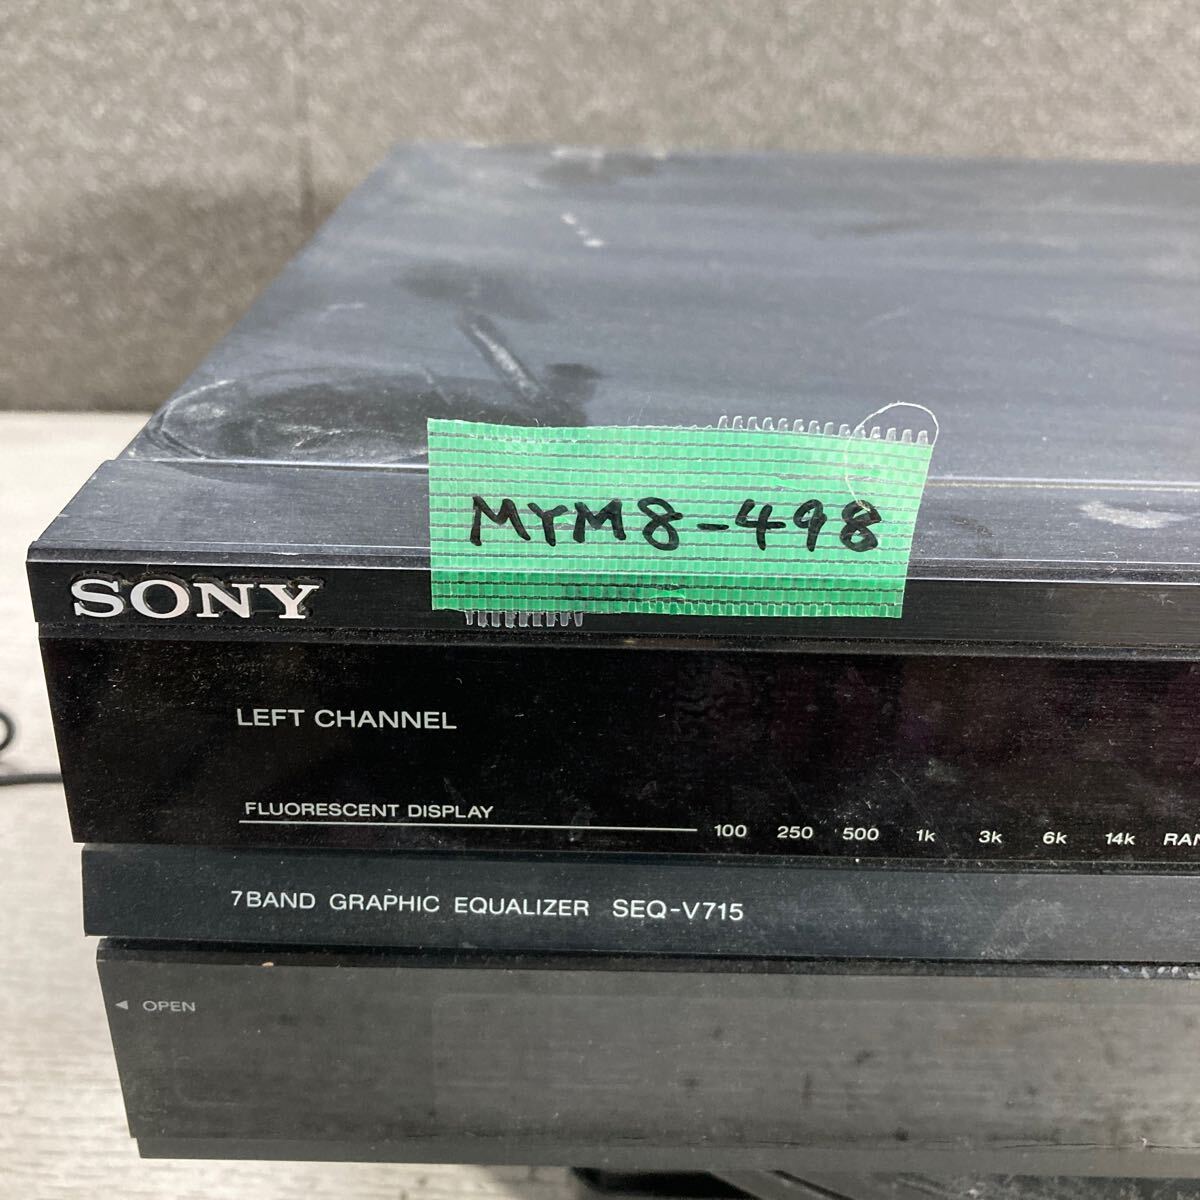 MYM8-498
SONY
LEFT CHANNEL
FLUORESCENT DISPLAY 100 250 500 1k 3k 6k 14k
7BAND GRAPHIC EQUALIZER SEQ-V715
◄ OPEN